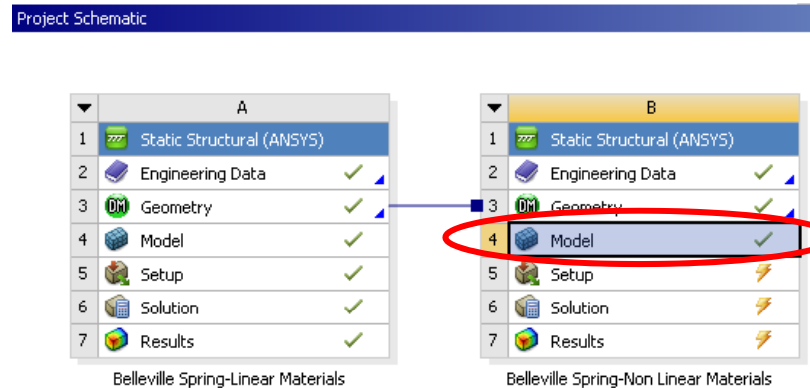 Project Schematic
A
1 Static Structural (ANSYS)
2 Engineering Data
3 DM Geometry
4 Model
5 Setup
6 Solution
7 Results
Belleville Spring-Linear Materials
B
1 Static Structural (ANSYS)
2 Engineering Data
3 DM Geometry
4 Model
5 Setup
6 Solution
7 Results
Belleville Spring-Non Linear Materials